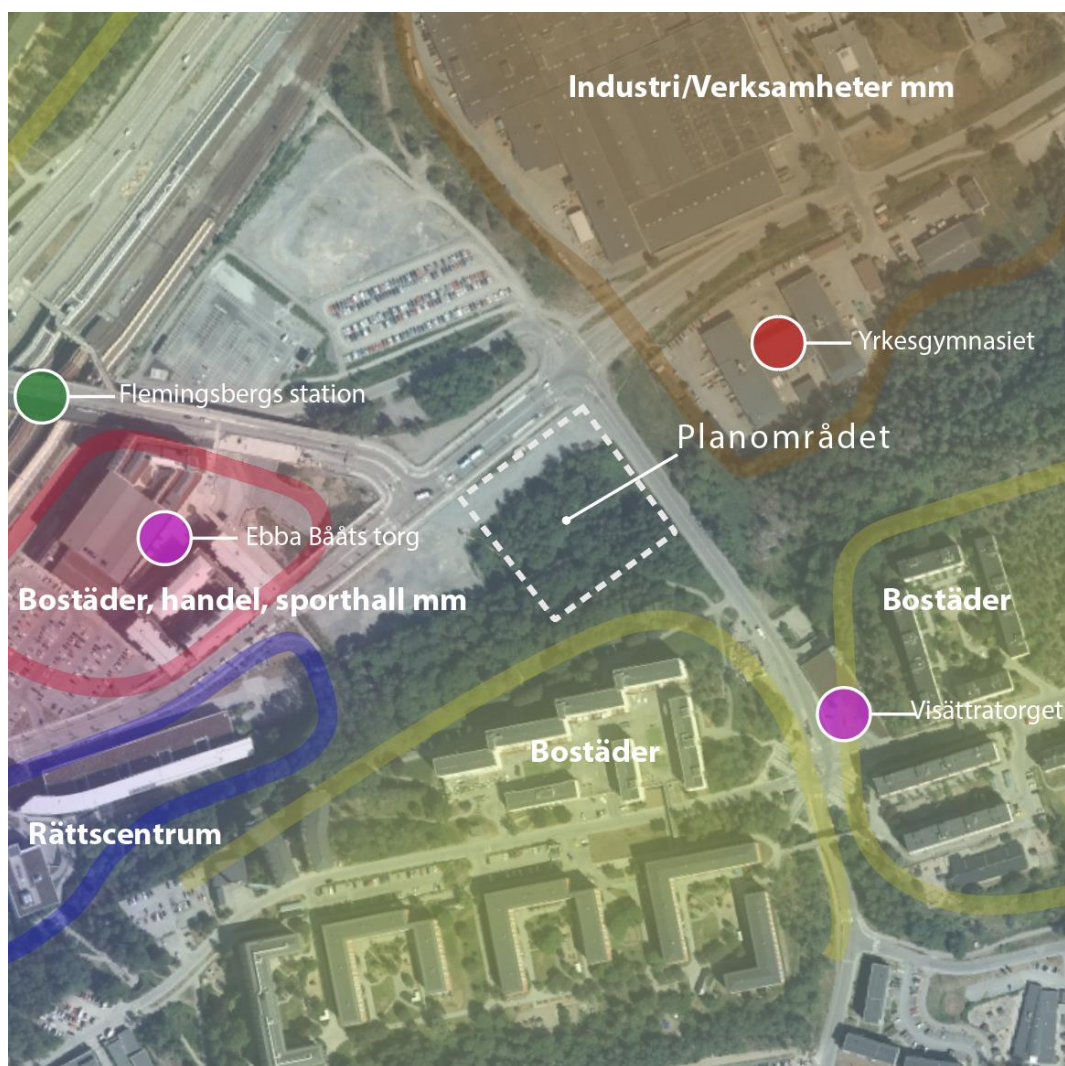 Industri/Verksamheter mm
Yrkesgymnasiet
Flemingsbergs station
Planområdet
Ebba Bååts torg
Bostäder, handel, sporthall mm
Bostäder
Visättratorget
Bostäder
Rättscentrum